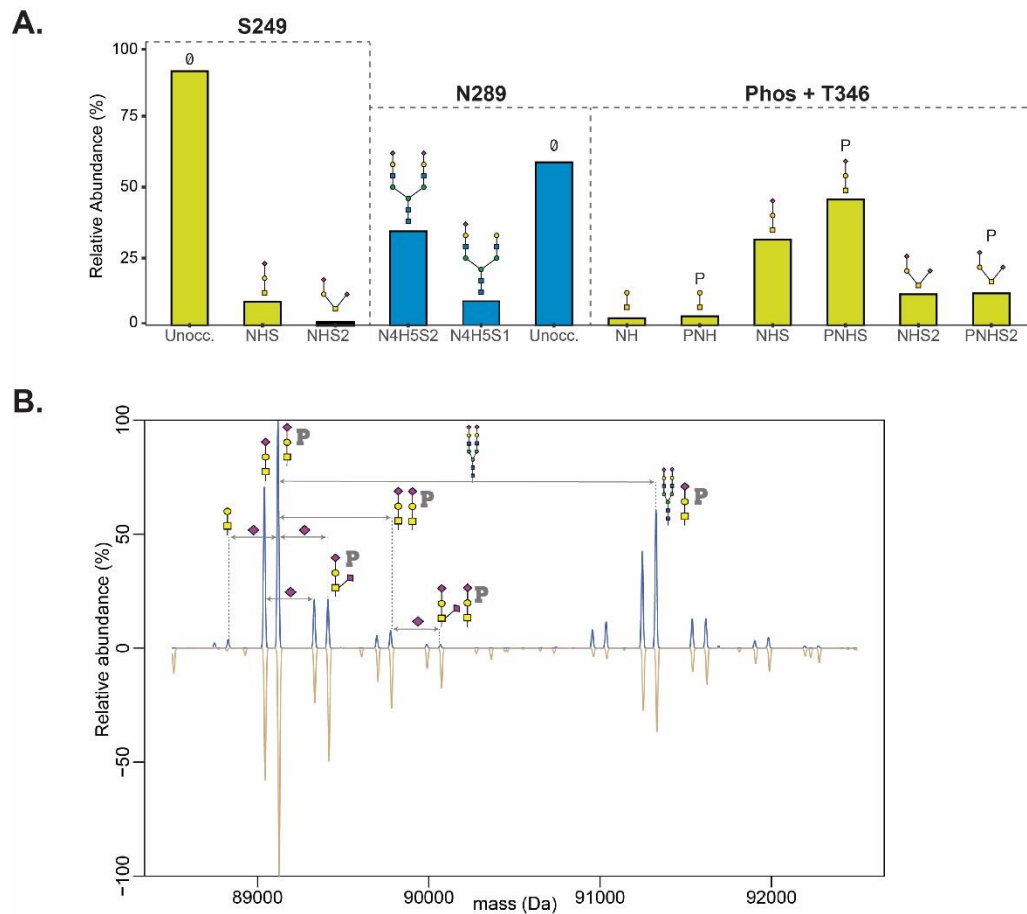 A.
S249
N289
Phos + T346
Relative Abundance (%)
100
75
50
25
0
0
0
P
P
P
Unocc.
NHS
NHS2
N4H5S2
N4H5S1
Unocc.
NH
PNH
NHS
PNHS
NHS2
PNHS2
B.
Relative abundance (%)
100
50
0
−50
−100
P
P
P
P
P
89000
90000
91000
92000
mass (Da)